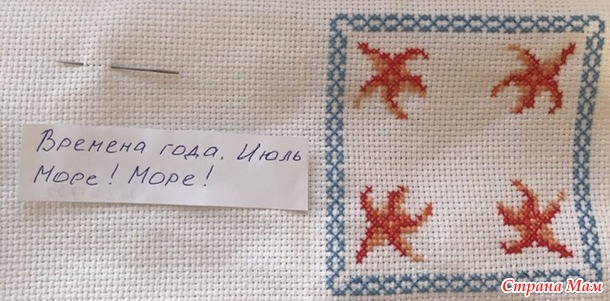 Времена года. Июль
Море! Море!
Страна Мам